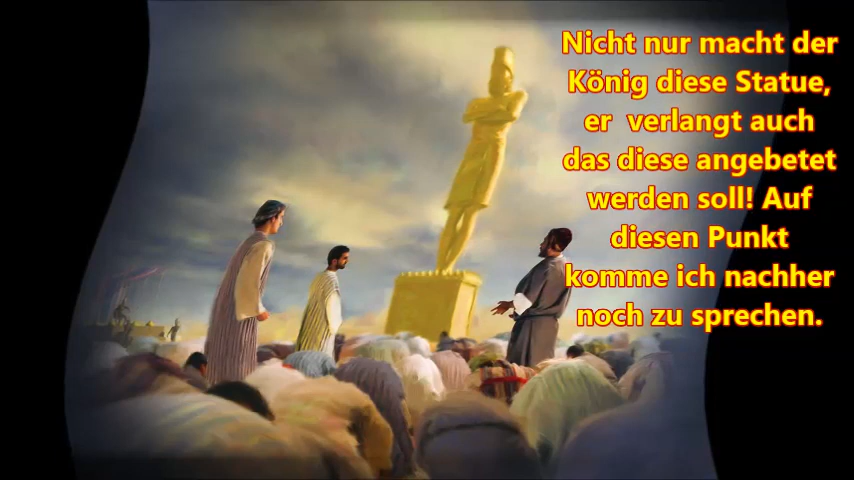 Nicht nur macht der
König diese Statue,
er  verlangt auch
das diese angebetet
werden soll! Auf
diesen Punkt
komme ich nachher
noch zu sprechen.